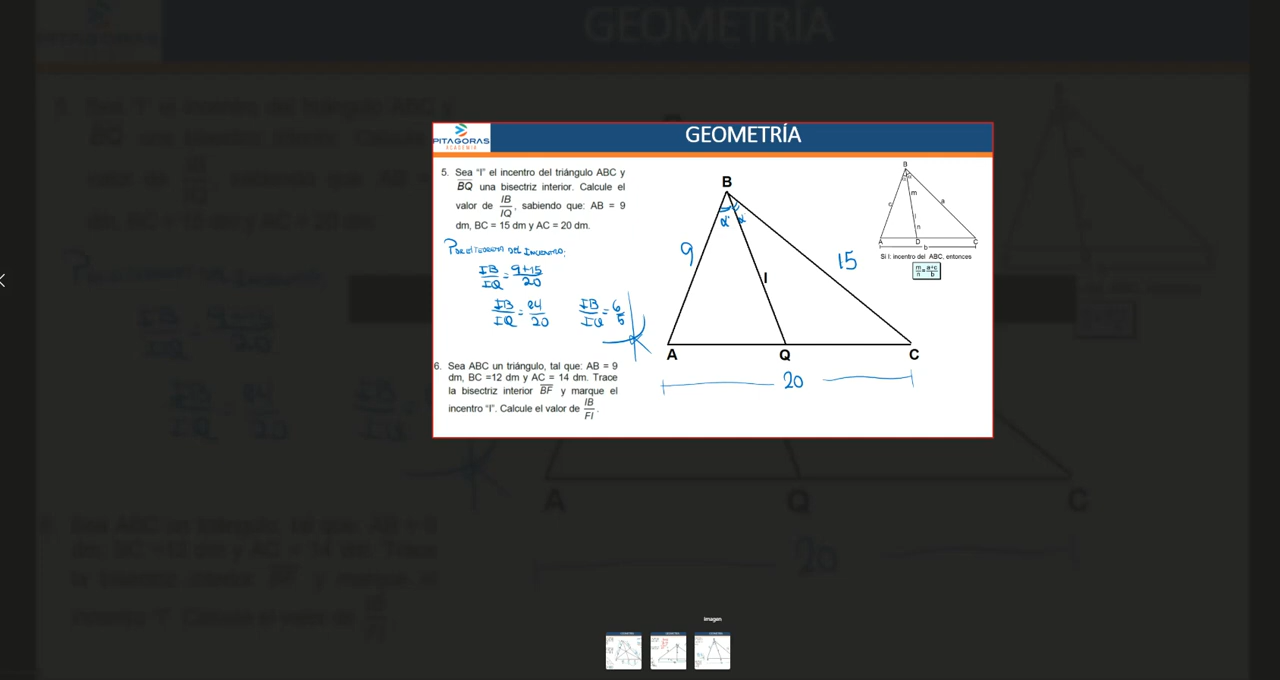 GEOMETRÍA
PITAGORAS
ACADEMIA
GEOMETRÍA
5. Sea "I" el incentro del triángulo ABC y
BQ una bisectriz interior. Calcule el
valor de IB/IQ, sabiendo que: AB = 9
dm, BC = 15 dm y AC = 20 dm.
POR EL TEOREMA DEL INCENTRO:
IB/IQ = 9+15/20
IB/IQ = 24/20 IB/IQ = 6/5
6. Sea ABC un triángulo, tal que: AB = 9
dm, BC =12 dm y AC = 14 dm. Trace
la bisectriz interior BF y marque el
incentro "I". Calcule el valor de IB/FI.
B
α α
9
15
I
A Q C
20
B
c m a
I
n
A D C
b
Si I: incentro del ABC, entonces
m/n = a+c/b
A Q C
20
Imagen